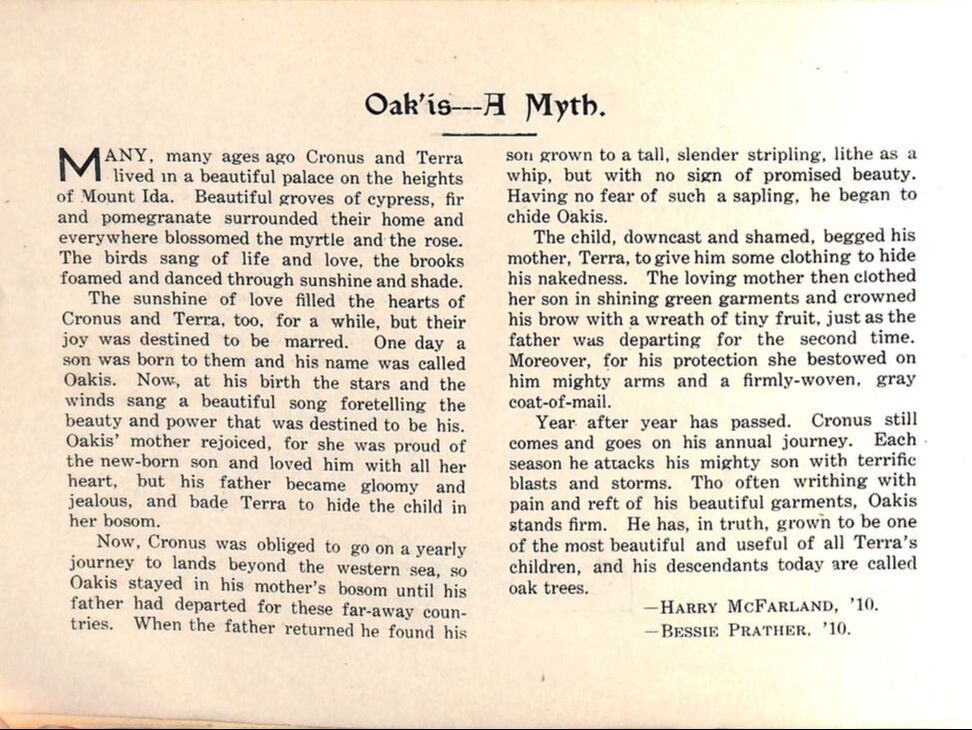 Oak'is---A Myth.
MANY, many ages ago Cronus and Terra
lived in a beautiful palace on the heights
of Mount Ida. Beautiful groves of cypress, fir
and pomegranate surrounded their home and
everywhere blossomed the myrtle and the rose.
The birds sang of life and love, the brooks
foamed and danced through sunshine and shade.
The sunshine of love filled the hearts of
Cronus and Terra, too, for a while, but their
joy was destined to be marred. One day a
son was born to them and his name was called
Oakis. Now, at his birth the stars and the
winds sang a beautiful song foretelling the
beauty and power that was destined to be his.
Oakis' mother rejoiced, for she was proud of
the new-born son and loved him with all her
heart, but his father became gloomy and
jealous, and bade Terra to hide the child in
her bosom.
Now, Cronus was obliged to go on a yearly
journey to lands beyond the western sea, so
Oakis stayed in his mother's bosom until his
father had departed for these far-away coun-
tries. When the father returned he found his
son grown to a tall, slender stripling, lithe as a
whip, but with no sign of promised beauty.
Having no fear of such a sapling, he began to
chide Oakis.
The child, downcast and shamed, begged his
mother, Terra, to give him some clothing to hide
his nakedness. The loving mother then clothed
her son in shining green garments and crowned
his brow with a wreath of tiny fruit, just as the
father was departing for the second time.
Moreover, for his protection she bestowed on
him mighty arms and a firmly-woven, gray
coat-of-mail.
Year after year has passed. Cronus still
comes and goes on his annual journey. Each
season he attacks his mighty son with terrific
blasts and storms. Tho often writhing with
pain and reft of his beautiful garments, Oakis
stands firm. He has, in truth, grown to be one
of the most beautiful and useful of all Terra's
children, and his descendants today are called
oak trees.
—HARRY MCFARLAND, '10.
—BESSIE PRATHER, '10.